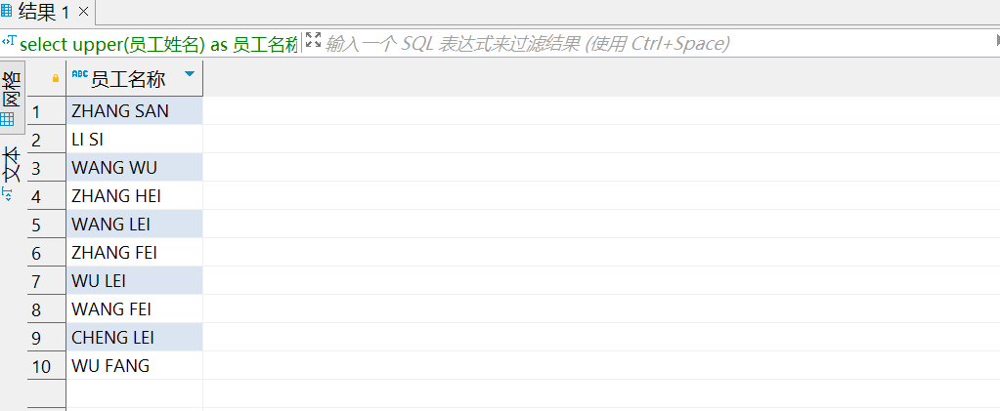 结果 1 ×
select upper(员工姓名) as 员工名称 输入一个 SQL 表达式来过滤结果 (使用 Ctrl+Space)
网格
文本
ABC 员工名称
1 ZHANG SAN
2 LI SI
3 WANG WU
4 ZHANG HEI
5 WANG LEI
6 ZHANG FEI
7 WU LEI
8 WANG FEI
9 CHENG LEI
10 WU FANG